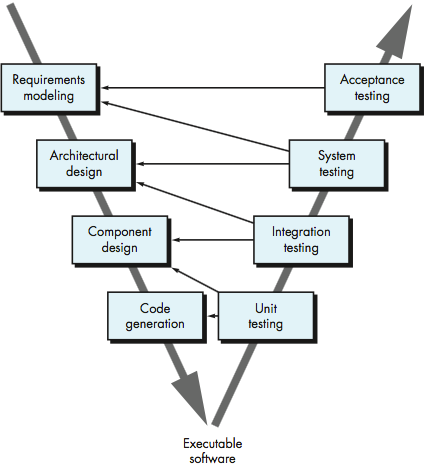 Requirements
modeling
Acceptance
testing
Architectural
design
System
testing
Component
design
Integration
testing
Code
generation
Unit
testing
Executable
software